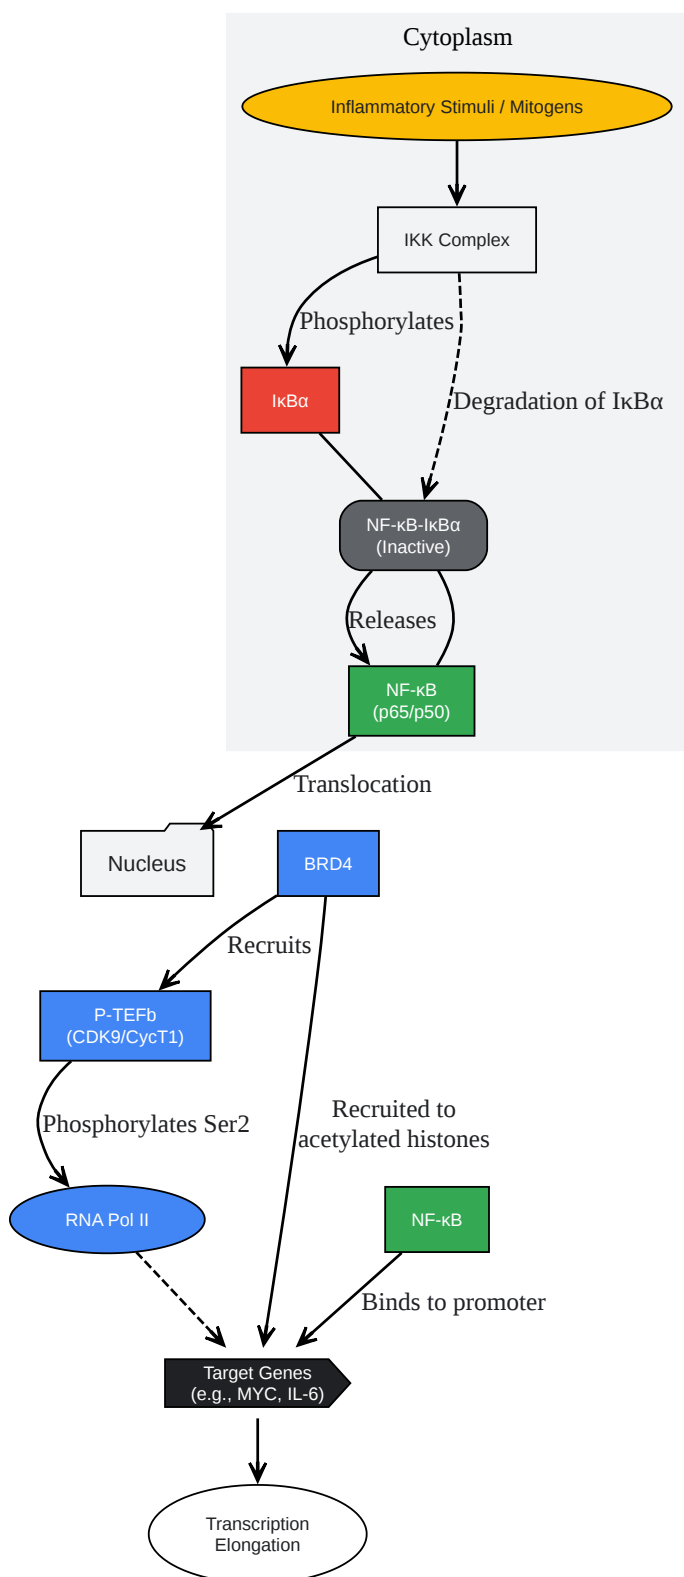 Cytoplasm
Inflammatory Stimuli / Mitogens
IKK Complex
Phosphorylates
IκBα
Degradation of IκBα
NF-κB-IκBα
(Inactive)
Releases
NF-κB
(p65/p50)
Translocation
Nucleus
BRD4
Recruits
P-TEFb
(CDK9/CycT1)
Recruited to
acetylated histones
Phosphorylates Ser2
RNA Pol II
NF-κB
Binds to promoter
Target Genes
(e.g., MYC, IL-6)
Transcription
Elongation